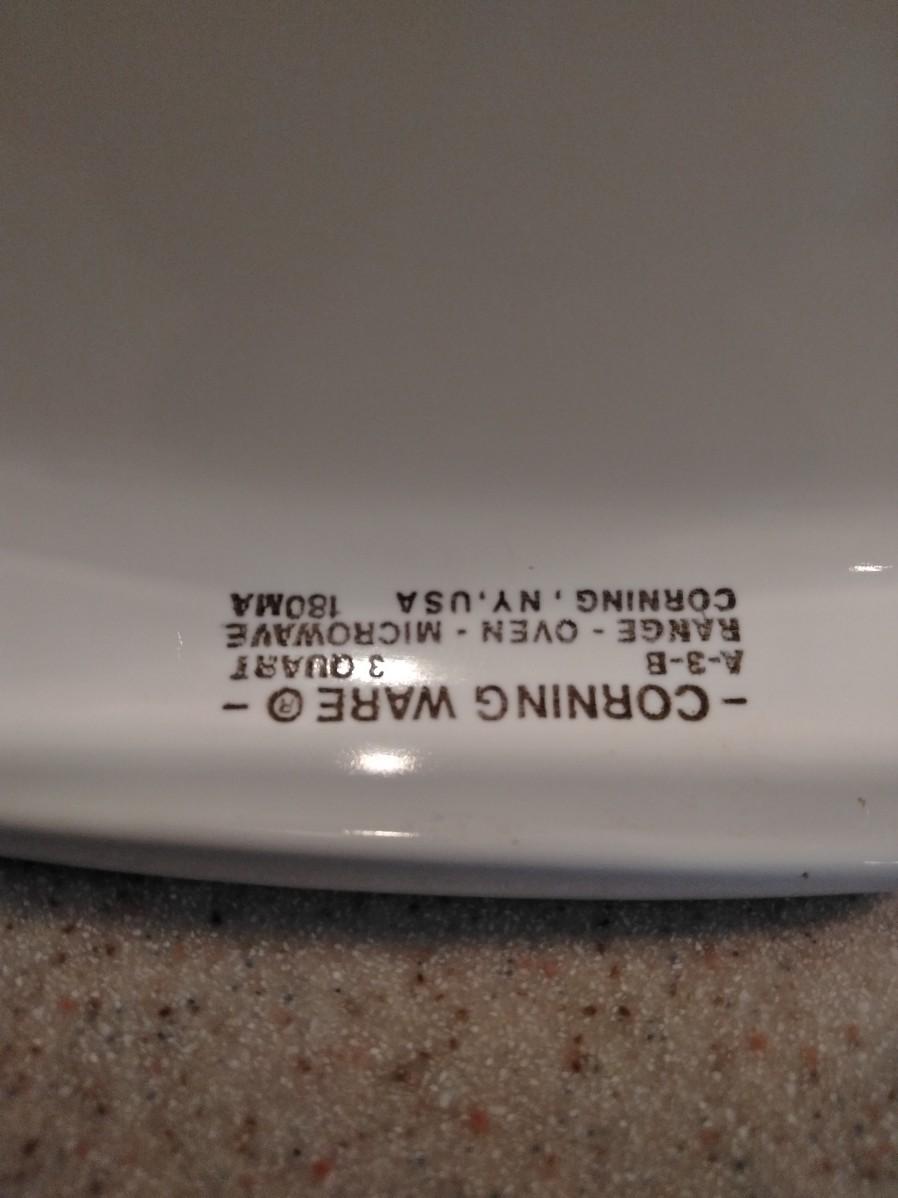 - CORNING WARE ® -
A-3-B 3 QUART
RANGE - OVEN - MICROWAVE
CORNING , NY, USA 180MA